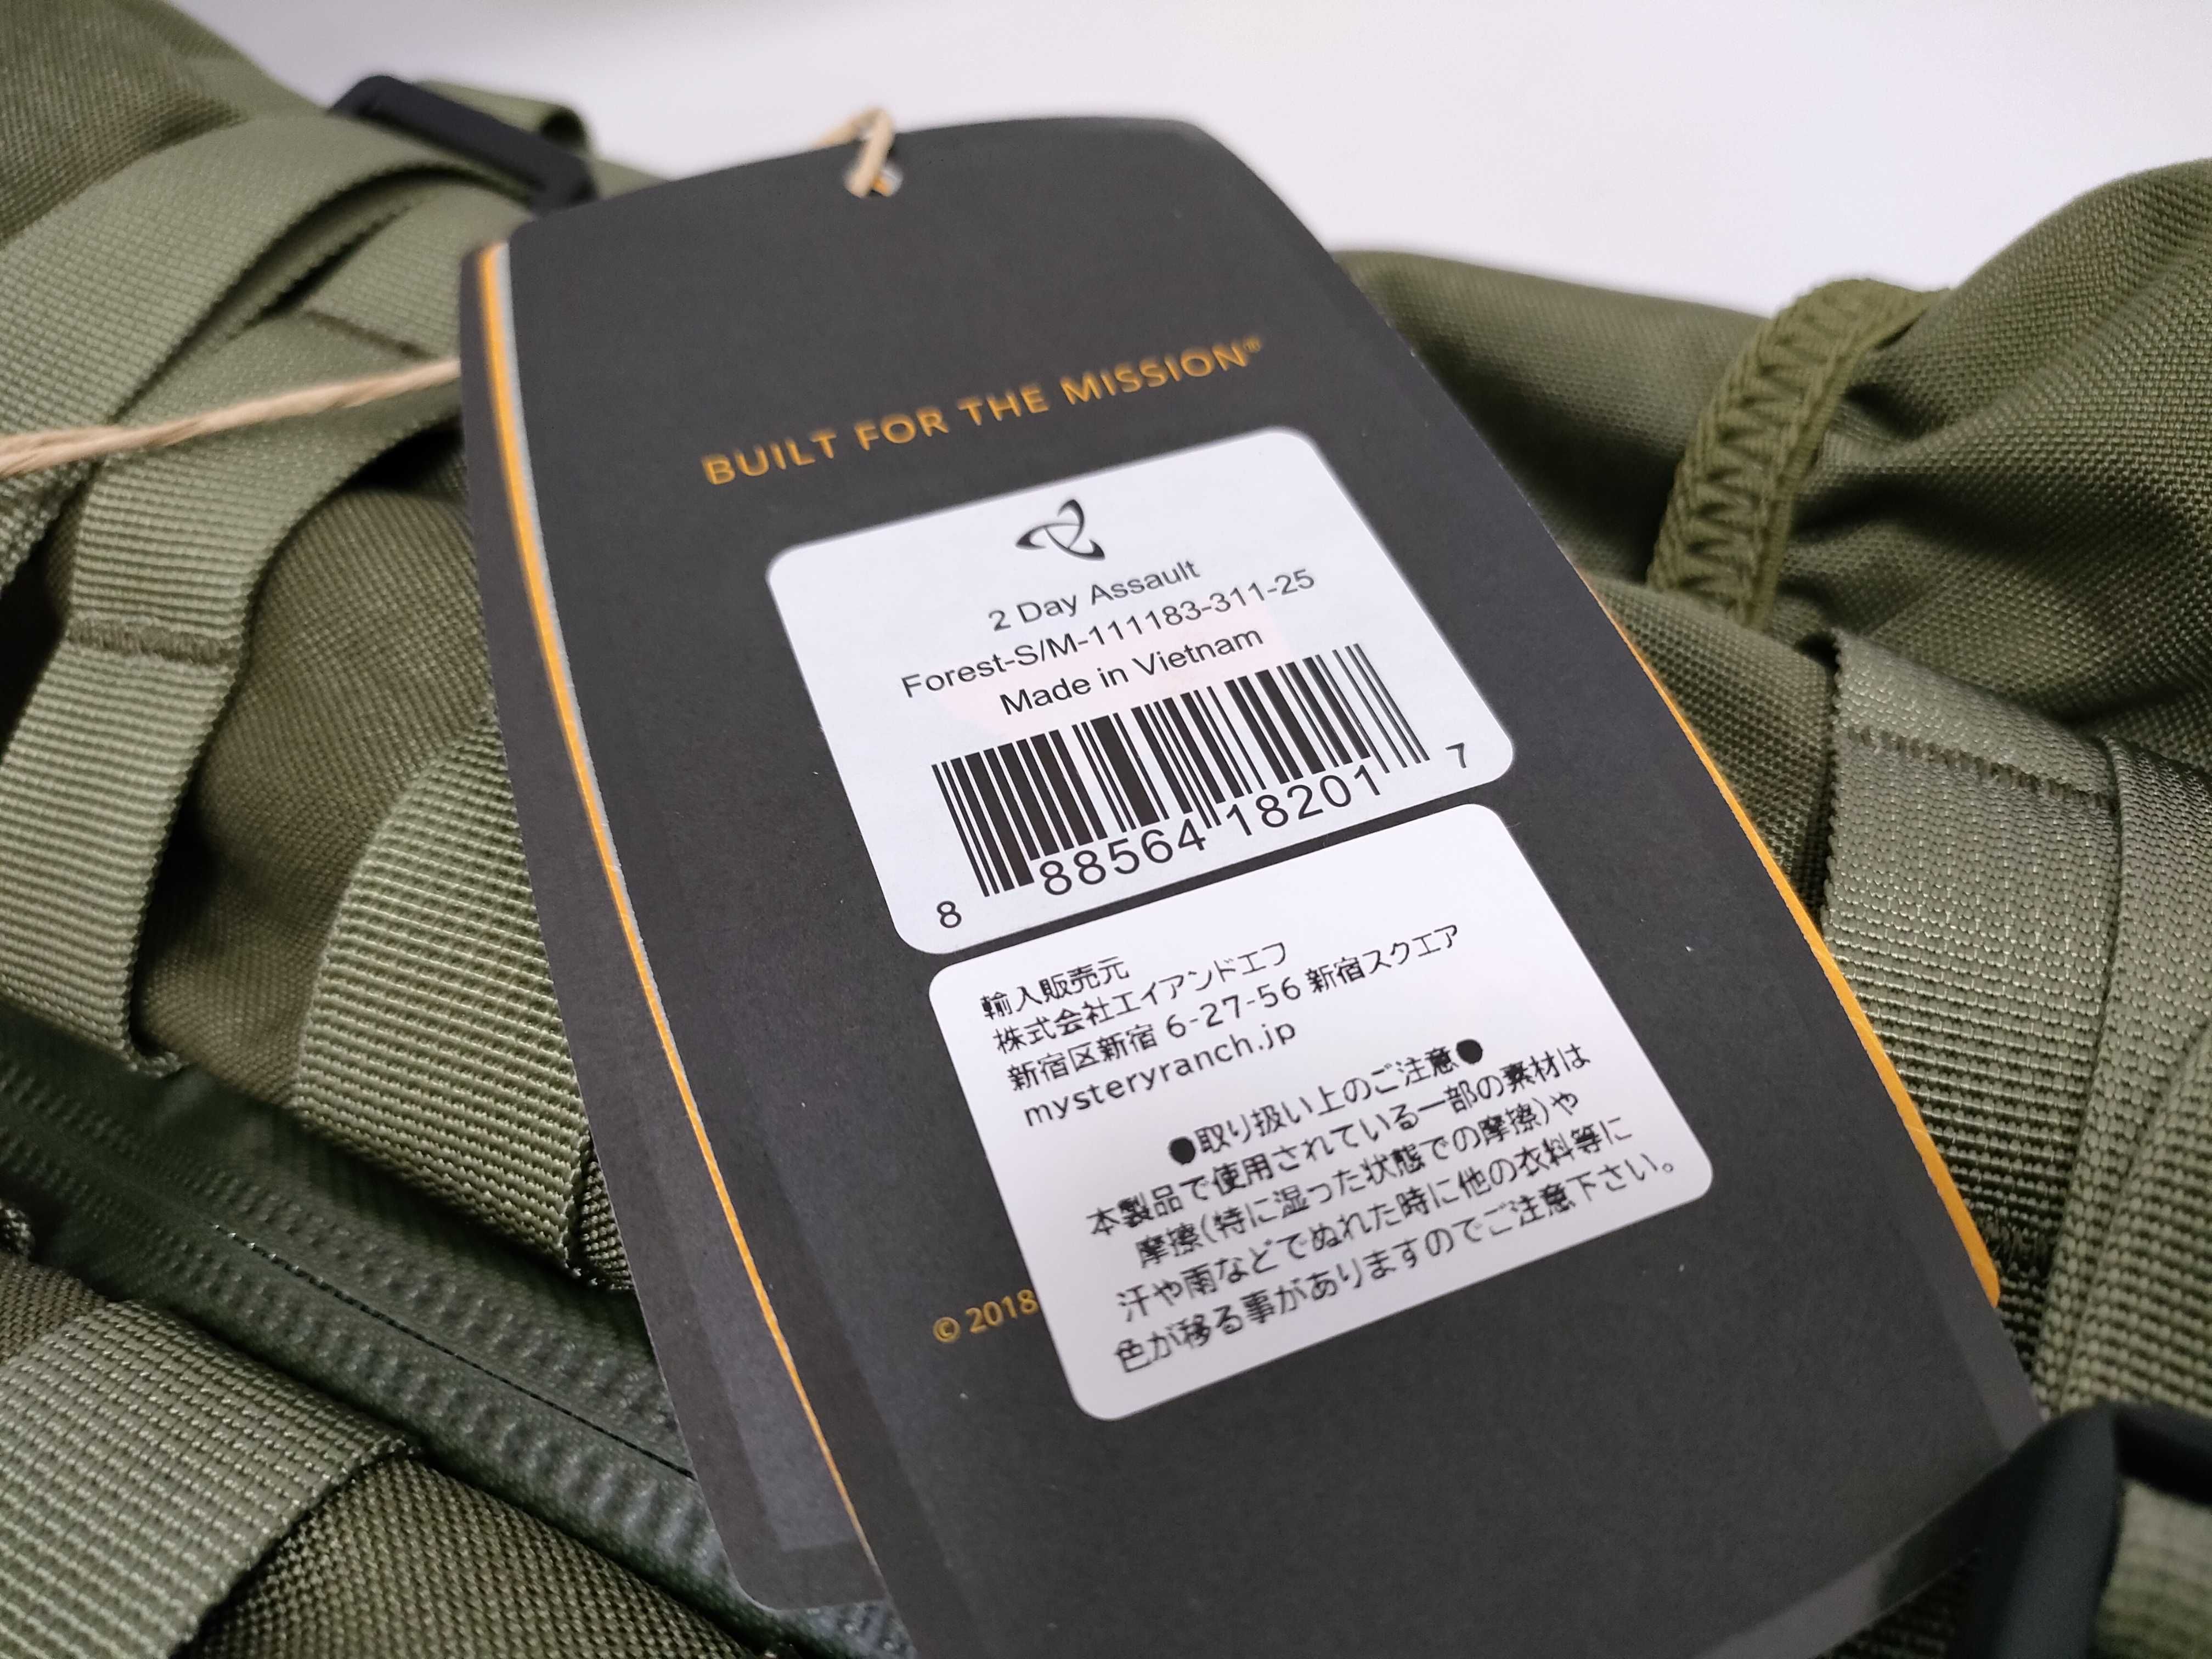 BUILT FOR THE MISSION®
2 Day Assault
Forest-S/M-111183-311-25
Made in Vietnam
8 88564 18201 7
輸入販売元
株式会社エイアンドエフ
新宿区新宿 6-27-56 新宿スクエア
mysteryranch.jp
●取り扱い上のご注意●
本製品で使用されている一部の素材は
摩擦(特に湿った状態での摩擦)や
汗や雨などでぬれた時に他の衣料等に
色が移る事がありますのでご注意下さい。
© 2018